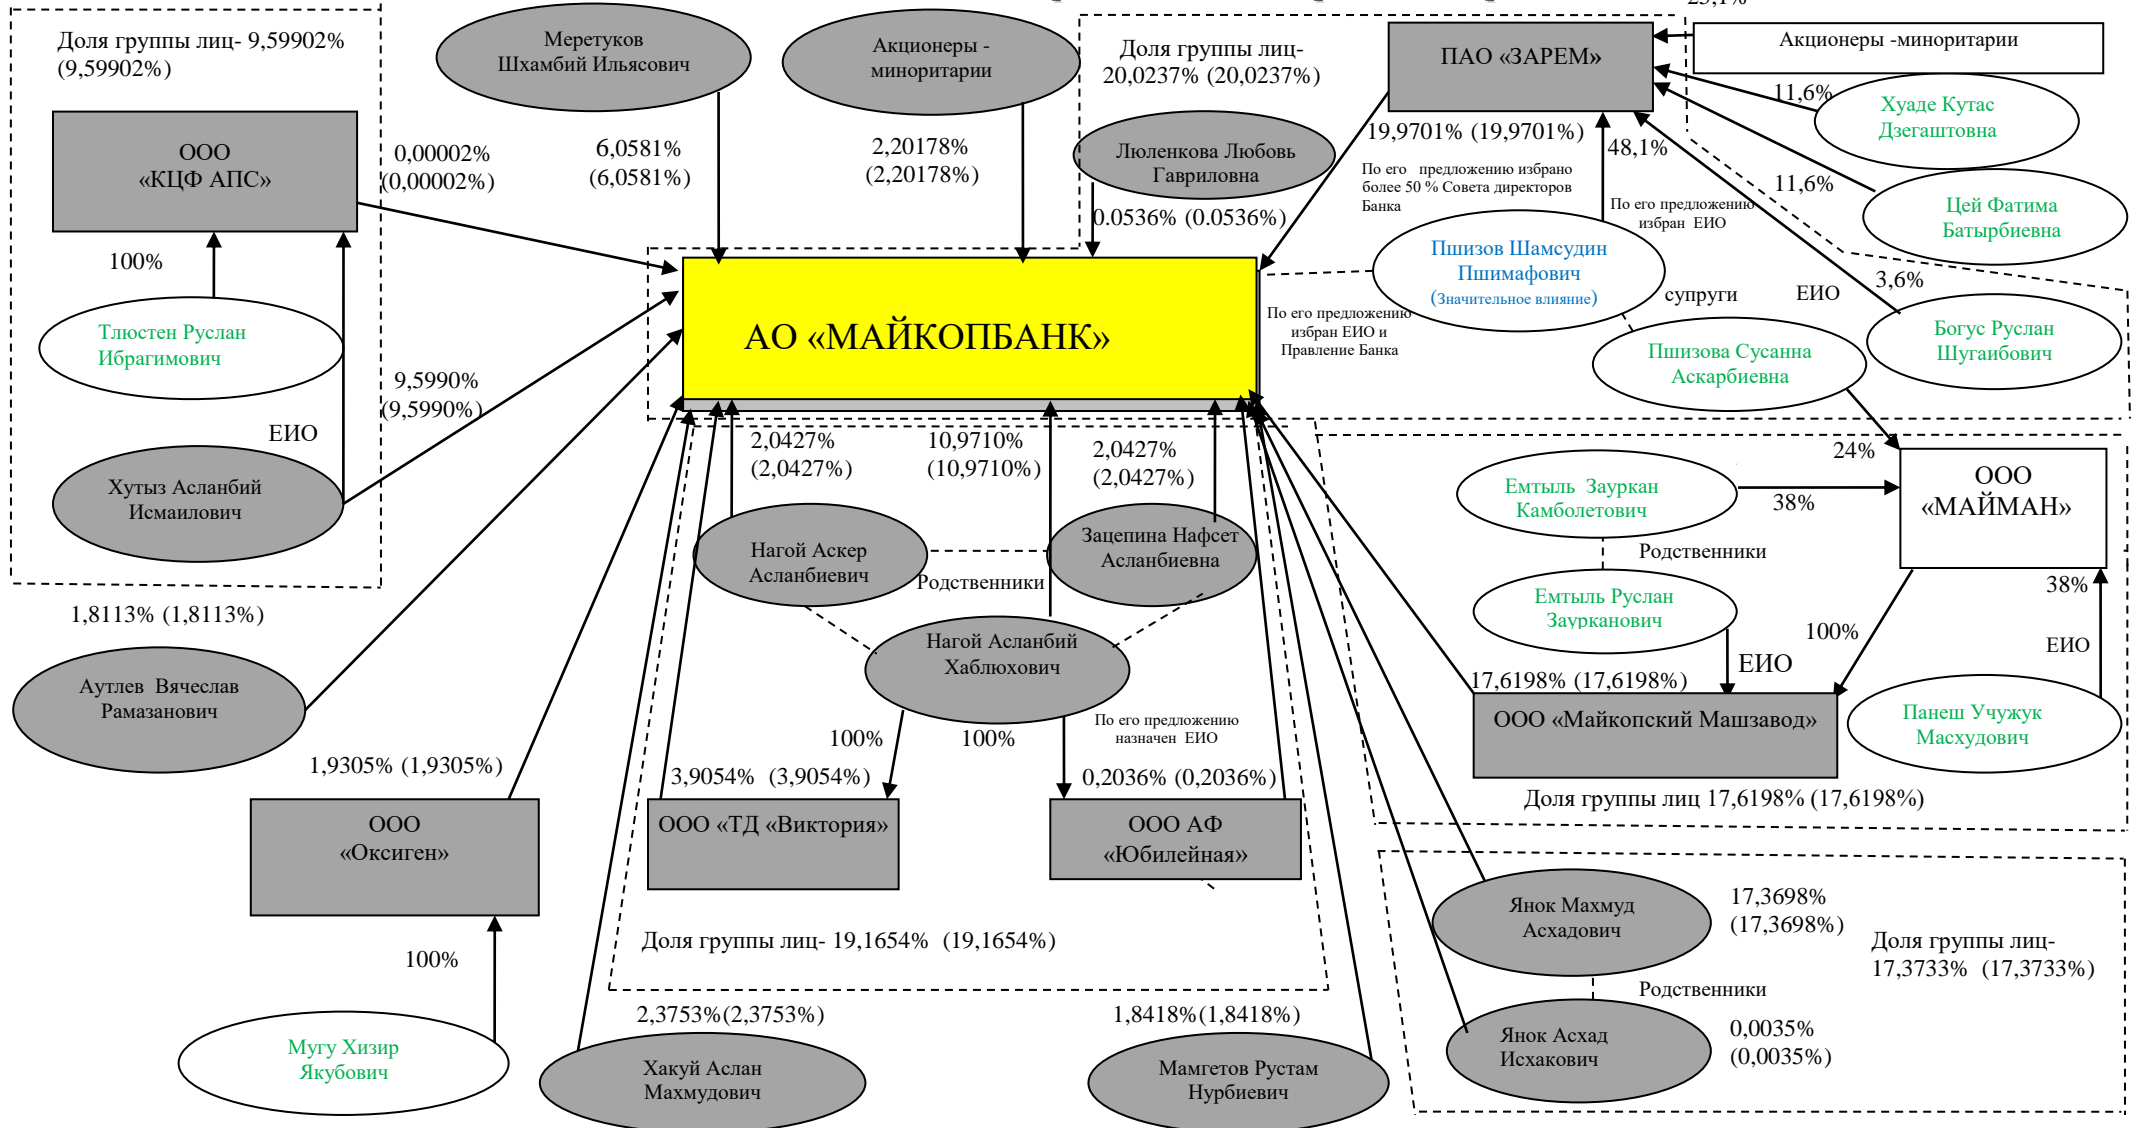 25,1%
Доля группы лиц- 9,59902%
(9,59902%)
Меретуков
Шхамбий Ильясович
Акционеры -
миноритарии
Доля группы лиц-
20,0237% (20,0237%)
ПАО «ЗАРЕМ»
Акционеры -миноритарии
11,6%
Хуаде Кутас
Дзегаштовна
ООО
«КЦФ АПС»
0,00002%
(0,00002%)
6,0581%
(6,0581%)
2,20178%
(2,20178%)
Люленкова Любовь
Гавриловна
19,9701% (19,9701%)
48,1%
По его предложению избрано
более 50 % Совета директоров
Банка
11,6%
По его предложению
избран ЕИО
Цей Фатима
Батырбиевна
0.0536% (0.0536%)
100%
Пшизов Шамсудин
Пшимафович
(Значительное влияние)
супруги
ЕИО
3,6%
Тлюстен Руслан
Ибрагимович
АО «МАЙКОПБАНК»
По его предложению
избран ЕИО и
Правление Банка
Богус Руслан
Шугаибович
Пшизова Сусанна
Аскарбиевна
9,5990%
(9,5990%)
ЕИО
2,0427%
(2,0427%)
10,9710%
(10,9710%)
2,0427%
(2,0427%)
24%
Хутыз Асланбий
Исмаилович
Емтыль Зауркан
Камболетович
38%
ООО
«МАЙМАН»
Нагой Аскер
Асланбиевич
Родственники
Зацепина Нафсет
Асланбиевна
Родственники
Емтыль Руслан
Заурканович
38%
1,8113% (1,8113%)
Нагой Асланбий
Хаблюхович
100%
ЕИО
ЕИО
Аутлев Вячеслав
Рамазанович
17,6198% (17,6198%)
ООО «Майкопский Машзавод»
Панеш Учужук
Масхудович
По его предложению
назначен ЕИО
100%
100%
1,9305% (1,9305%)
3,9054% (3,9054%)
0,2036% (0,2036%)
Доля группы лиц 17,6198% (17,6198%)
ООО
«Оксиген»
ООО «ТД «Виктория»
ООО АФ
«Юбилейная»
Янок Махмуд
Асхадович
17,3698%
(17,3698%)
Доля группы лиц-
17,3733% (17,3733%)
100%
Доля группы лиц- 19,1654% (19,1654%)
Родственники
2,3753%(2,3753%)
1,8418%(1,8418%)
Янок Асхад
Исхакович
0,0035%
(0,0035%)
Мугу Хизир
Якубович
Хакуй Аслан
Махмудович
Мамгетов Рустам
Нурбиевич